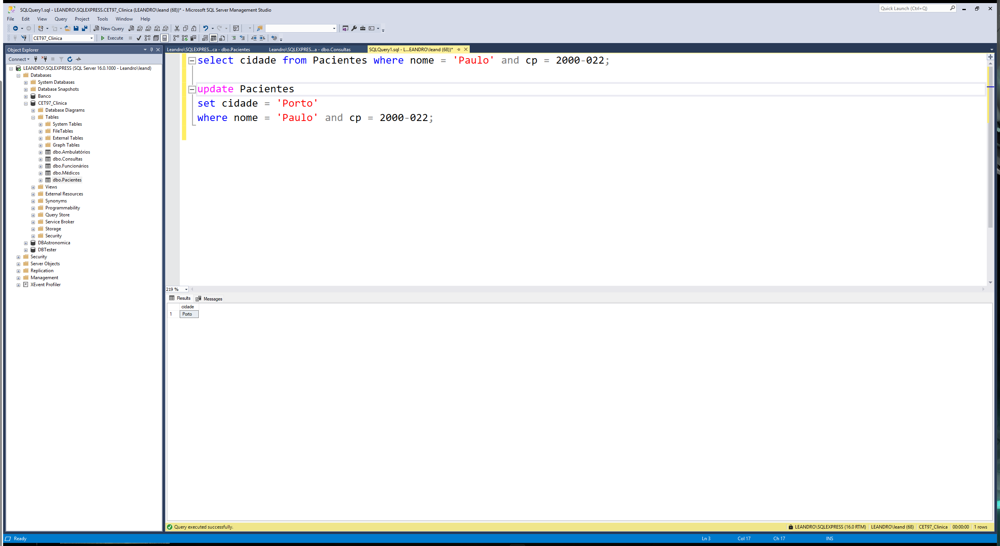 SQLQuery1.sql - LEANDRO\SQLEXPRESS.CET97_Clinica (LEANDRO\leand (68))* - Microsoft SQL Server Management Studio
Quick Launch (Ctrl+Q)
File Edit View Query Project Tools Window Help
New Query MDX DMX XMLA DAX
CET97_Clinica Execute
Object Explorer
Connect
LEANDRO\SQLEXPRESS (SQL Server 16.0.1000 - Leandro\leand)
Databases
System Databases
Database Snapshots
Banco
CET97_Clinica
Database Diagrams
Tables
System Tables
FileTables
External Tables
Graph Tables
dbo.Ambulatórios
dbo.Consultas
dbo.Funcionários
dbo.Médicos
dbo.Pacientes
Views
External Resources
Synonyms
Programmability
Query Store
Service Broker
Storage
Security
DBAstronomica
DBTester
Security
Server Objects
Replication
Management
XEvent Profiler
Leandro\SQLEXPRES...ca - dbo.Pacientes Leandro\SQLEXPRES...a - dbo.Consultas SQLQuery1.sql - L...EANDRO\leand (68))*
select cidade from Pacientes where nome = 'Paulo' and cp = 2000-022;
update Pacientes
set cidade = 'Porto'
where nome = 'Paulo' and cp = 2000-022;
219 %
Results Messages
cidade
1 Porto
Query executed successfully. LEANDRO\SQLEXPRESS (16.0 RTM) LEANDRO\leand (68) CET97_Clinica 00:00:00 1 rows
Ready Ln 3 Col 17 Ch 17 INS